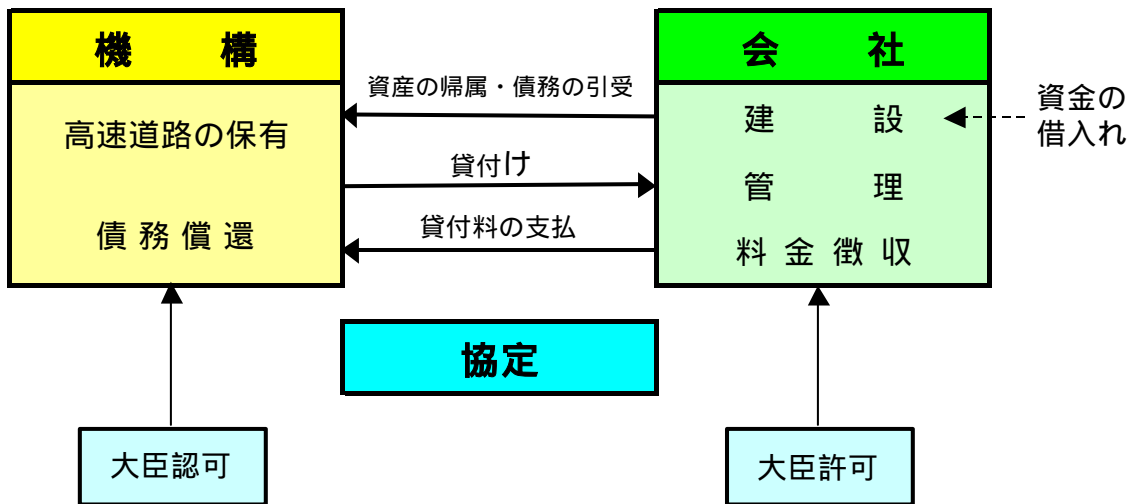 機 構
高速道路の保有
債務償還
資産の帰属・債務の引受
貸付け
貸付料の支払
会 社
建 設
管 理
料金徴収
資金の
借入れ
協定
大臣認可
大臣許可